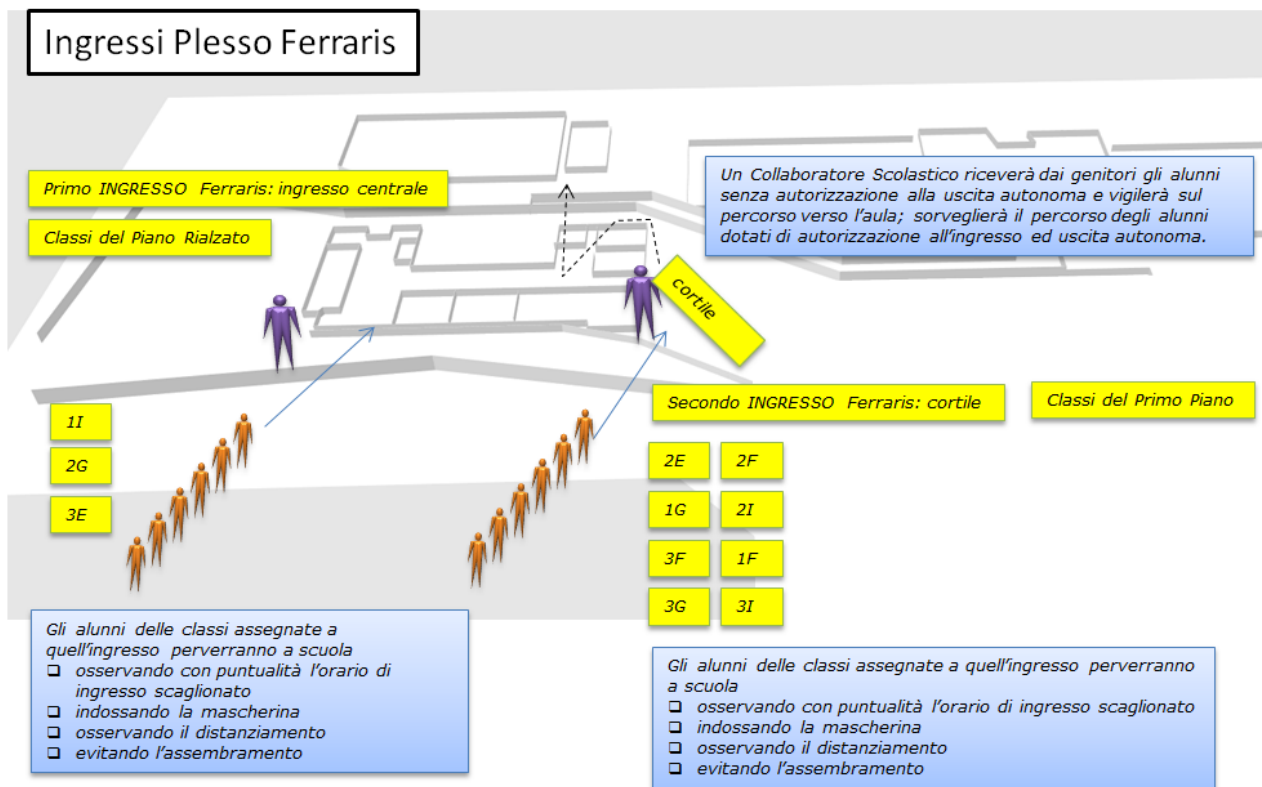 Ingressi Plesso Ferraris
Primo INGRESSO Ferraris: ingresso centrale
Classi del Piano Rialzato
Un Collaboratore Scolastico riceverà dai genitori gli alunni
senza autorizzazione alla uscita autonoma e vigilerà sul
percorso verso l'aula; sorveglierà il percorso degli alunni
dotati di autorizzazione all'ingresso ed uscita autonoma.
cortile
Secondo INGRESSO Ferraris: cortile
Classi del Primo Piano
1I
2G
3E
2E 2F
1G 2I
3F 1F
3G 3I
Gli alunni delle classi assegnate a
quell'ingresso perverranno a scuola
❑ osservando con puntualità l'orario di
ingresso scaglionato
❑ indossando la mascherina
❑ osservando il distanziamento
❑ evitando l'assembramento
Gli alunni delle classi assegnate a quell'ingresso perverranno
a scuola
❑ osservando con puntualità l'orario di ingresso scaglionato
❑ indossando la mascherina
❑ osservando il distanziamento
❑ evitando l'assembramento